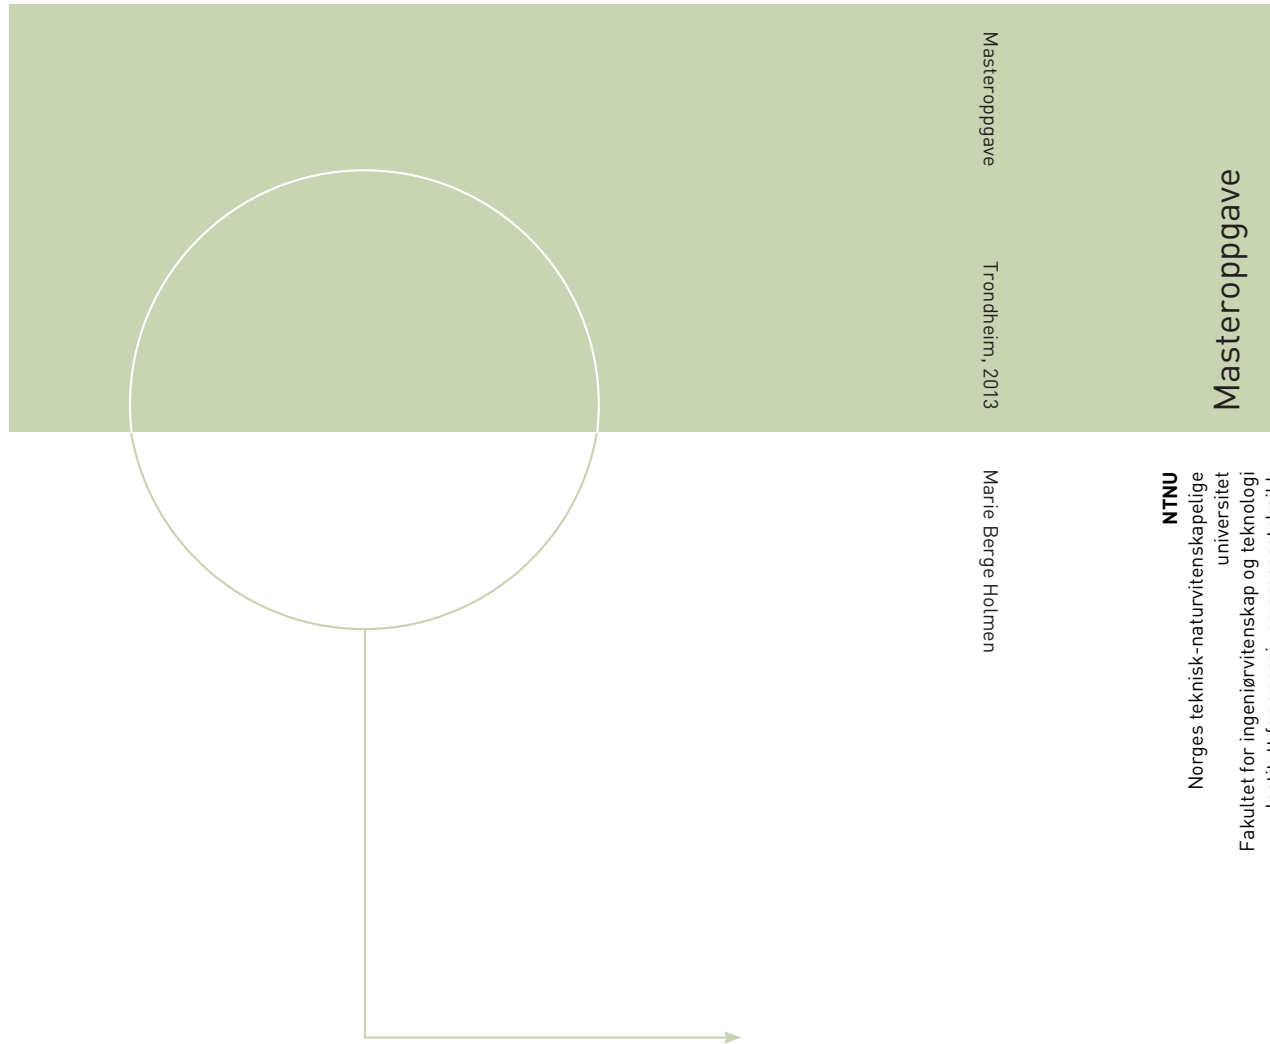 Masteroppgave
Trondheim, 2013
Marie Berge Holmen
Masteroppgave
NTNU
Norges teknisk-naturvitenskapelige
universitet
Fakultet for ingeniørvitenskap og teknologi